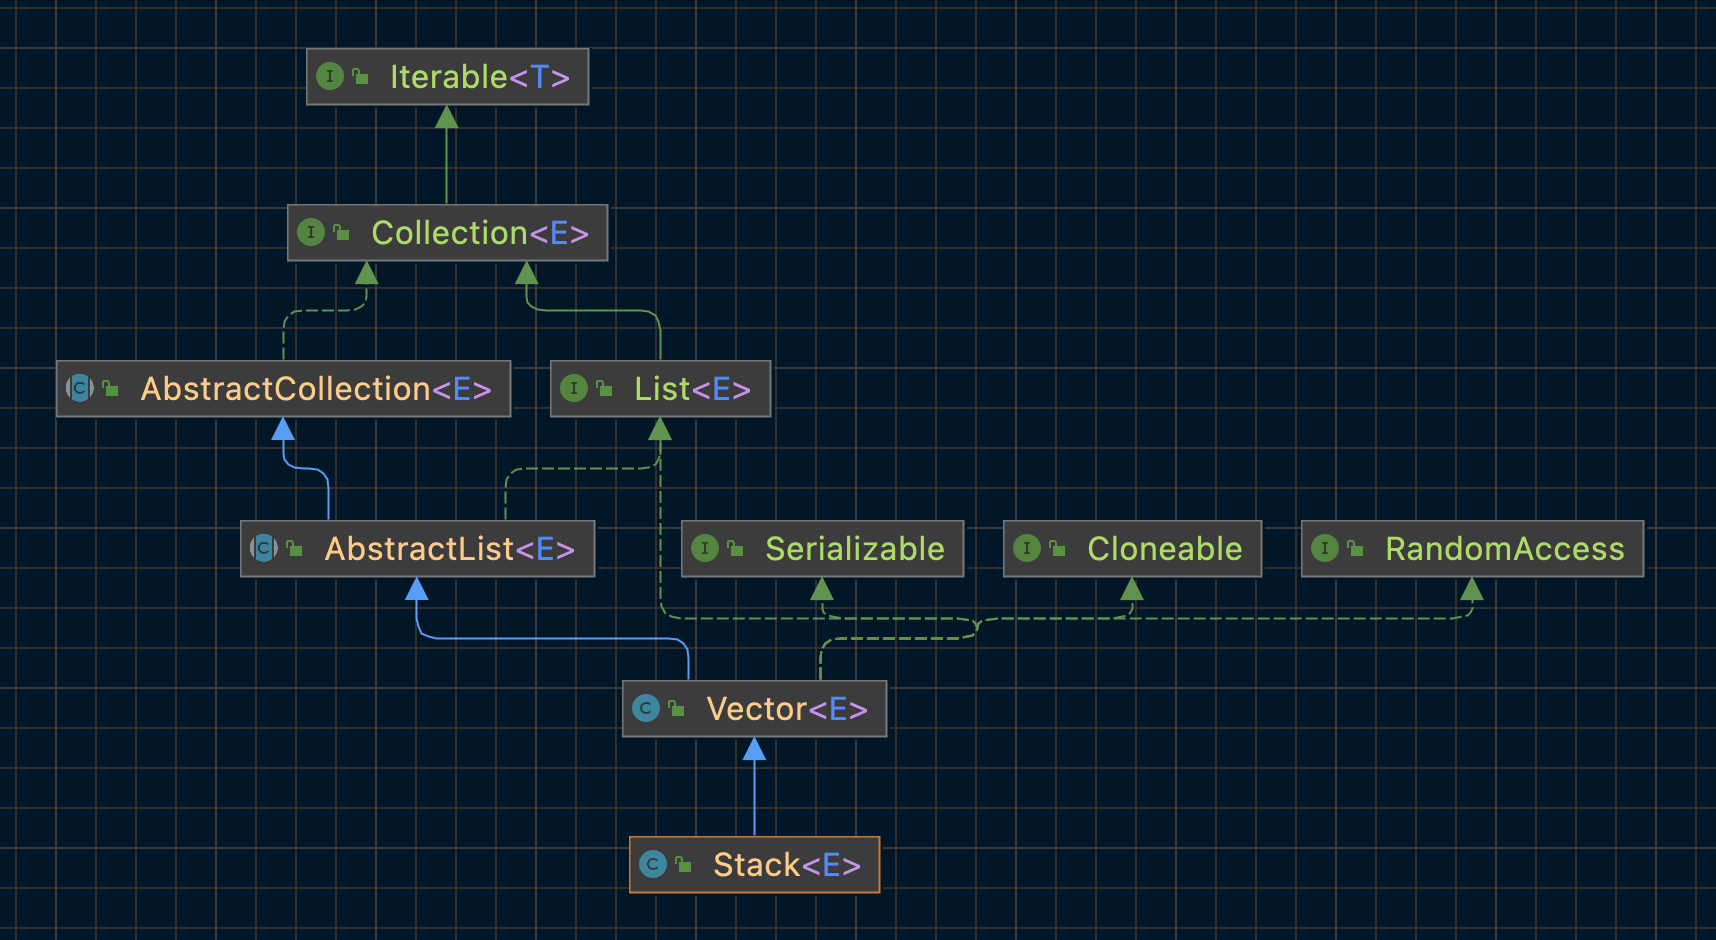 I Iterable<T>
I Collection<E>
C AbstractCollection<E>
I List<E>
C AbstractList<E>
I Serializable
I Cloneable
I RandomAccess
C Vector<E>
C Stack<E>